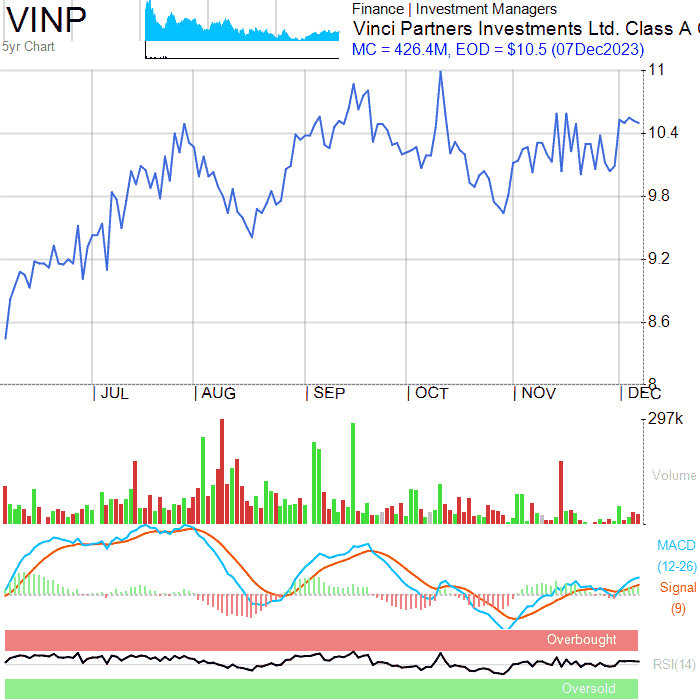 VINP
5yr Chart
Finance | Investment Managers
Vinci Partners Investments Ltd. Class A
MC = 426.4M, EOD = $10.5 (07Dec2023)
11
10.4
9.8
9.2
8.6
8
JUL AUG SEP OCT NOV DEC
297k
Volume
MACD
(12-26)
Signal
(9)
Overbought
RSI(14)
Oversold